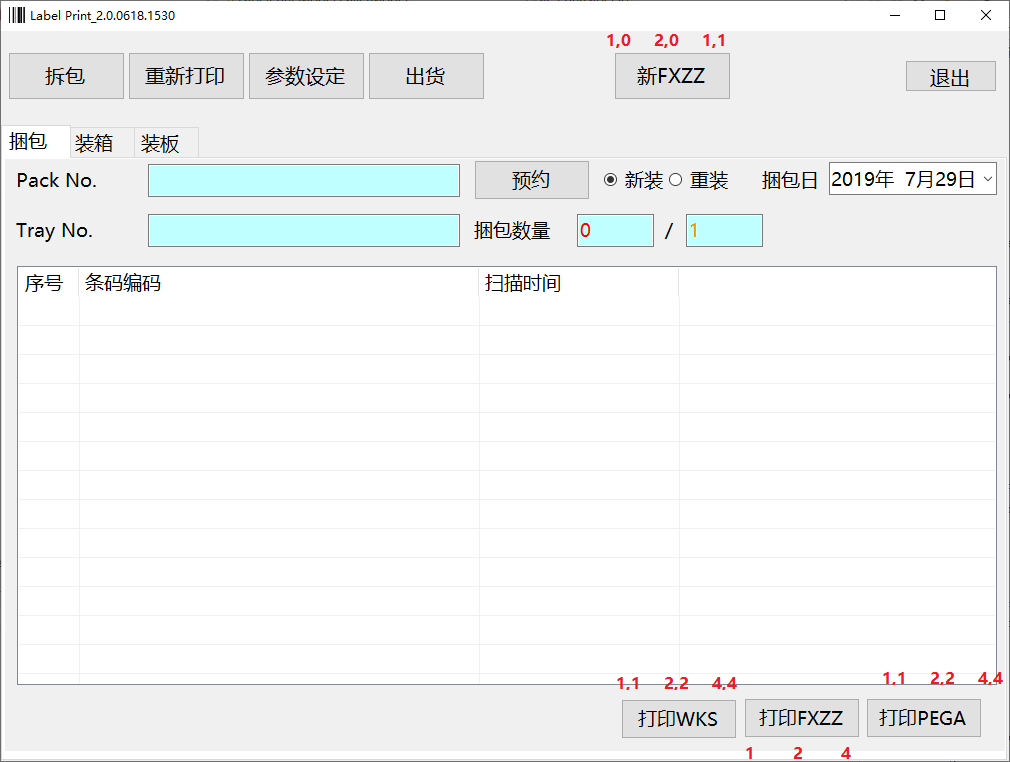 Label Print_2.0.0618.1530
1,0 2,0 1,1
拆包 重新打印 参数设定 出货 新FXZZ 退出
捆包 装箱 装板
Pack No. 预约 新装 重装 捆包日 2019年 7月29日
Tray No. 捆包数量 0 / 1
序号 条码编码 扫描时间
1,1 2,2 4,4 1,1 2,2 4,4
打印WKS 打印FXZZ 打印PEGA
1 2 4